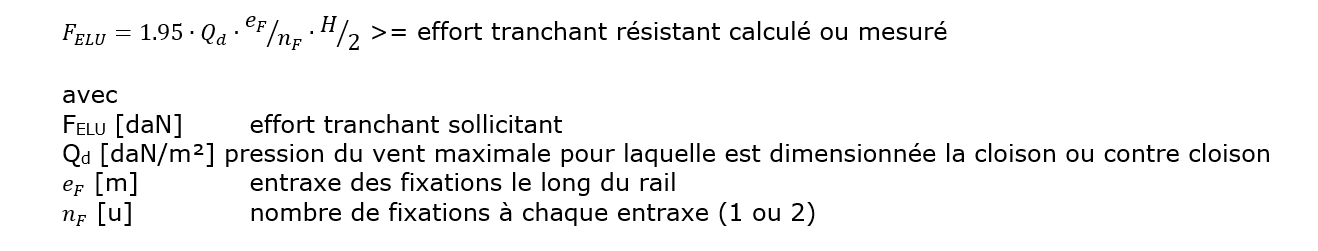 F_ELU = 1.95 · Q_d · e_F/n_F · H/2 >= effort tranchant résistant calculé ou mesuré
avec
F_ELU [daN] effort tranchant sollicitant
Q_d [daN/m²] pression du vent maximale pour laquelle est dimensionnée la cloison ou contre cloison
e_F [m] entraxe des fixations le long du rail
n_F [u] nombre de fixations à chaque entraxe (1 ou 2)